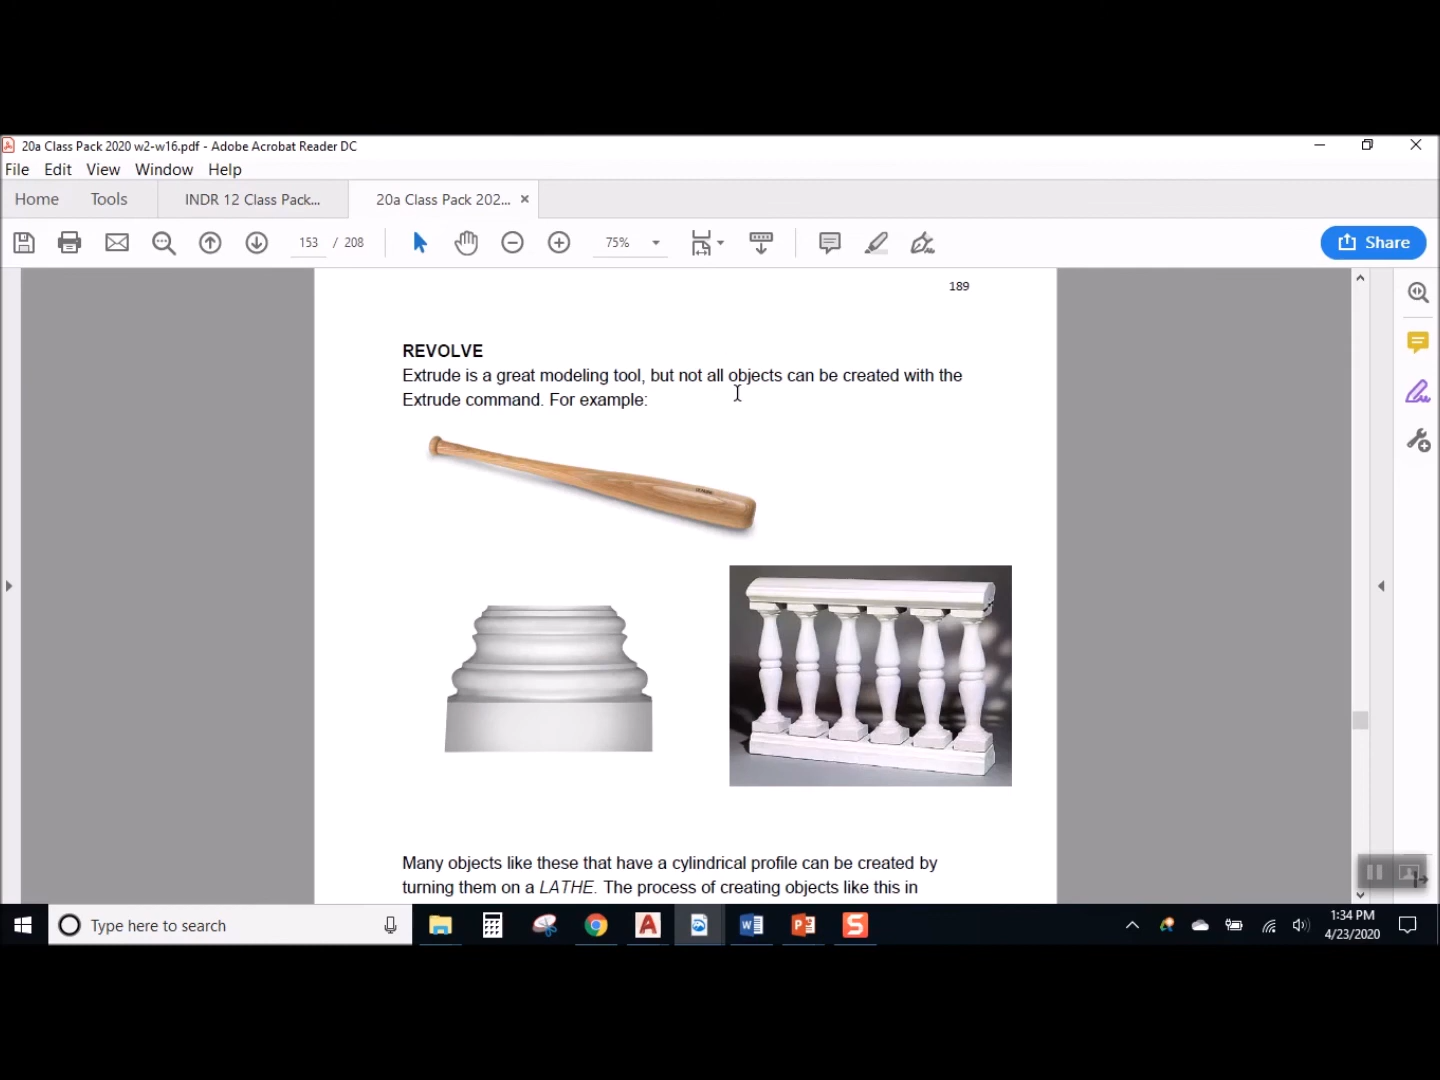 20a Class Pack 2020 w2-w16.pdf - Adobe Acrobat Reader DC
File Edit View Window Help
Home Tools INDR 12 Class Pack... 20a Class Pack 202... ×
153 / 208 75% Share
189
REVOLVE
Extrude is a great modeling tool, but not all objects can be created with the
Extrude command. For example:
Many objects like these that have a cylindrical profile can be created by
turning them on a LATHE. The process of creating objects like this in
Type here to search
1:34 PM
4/23/2020